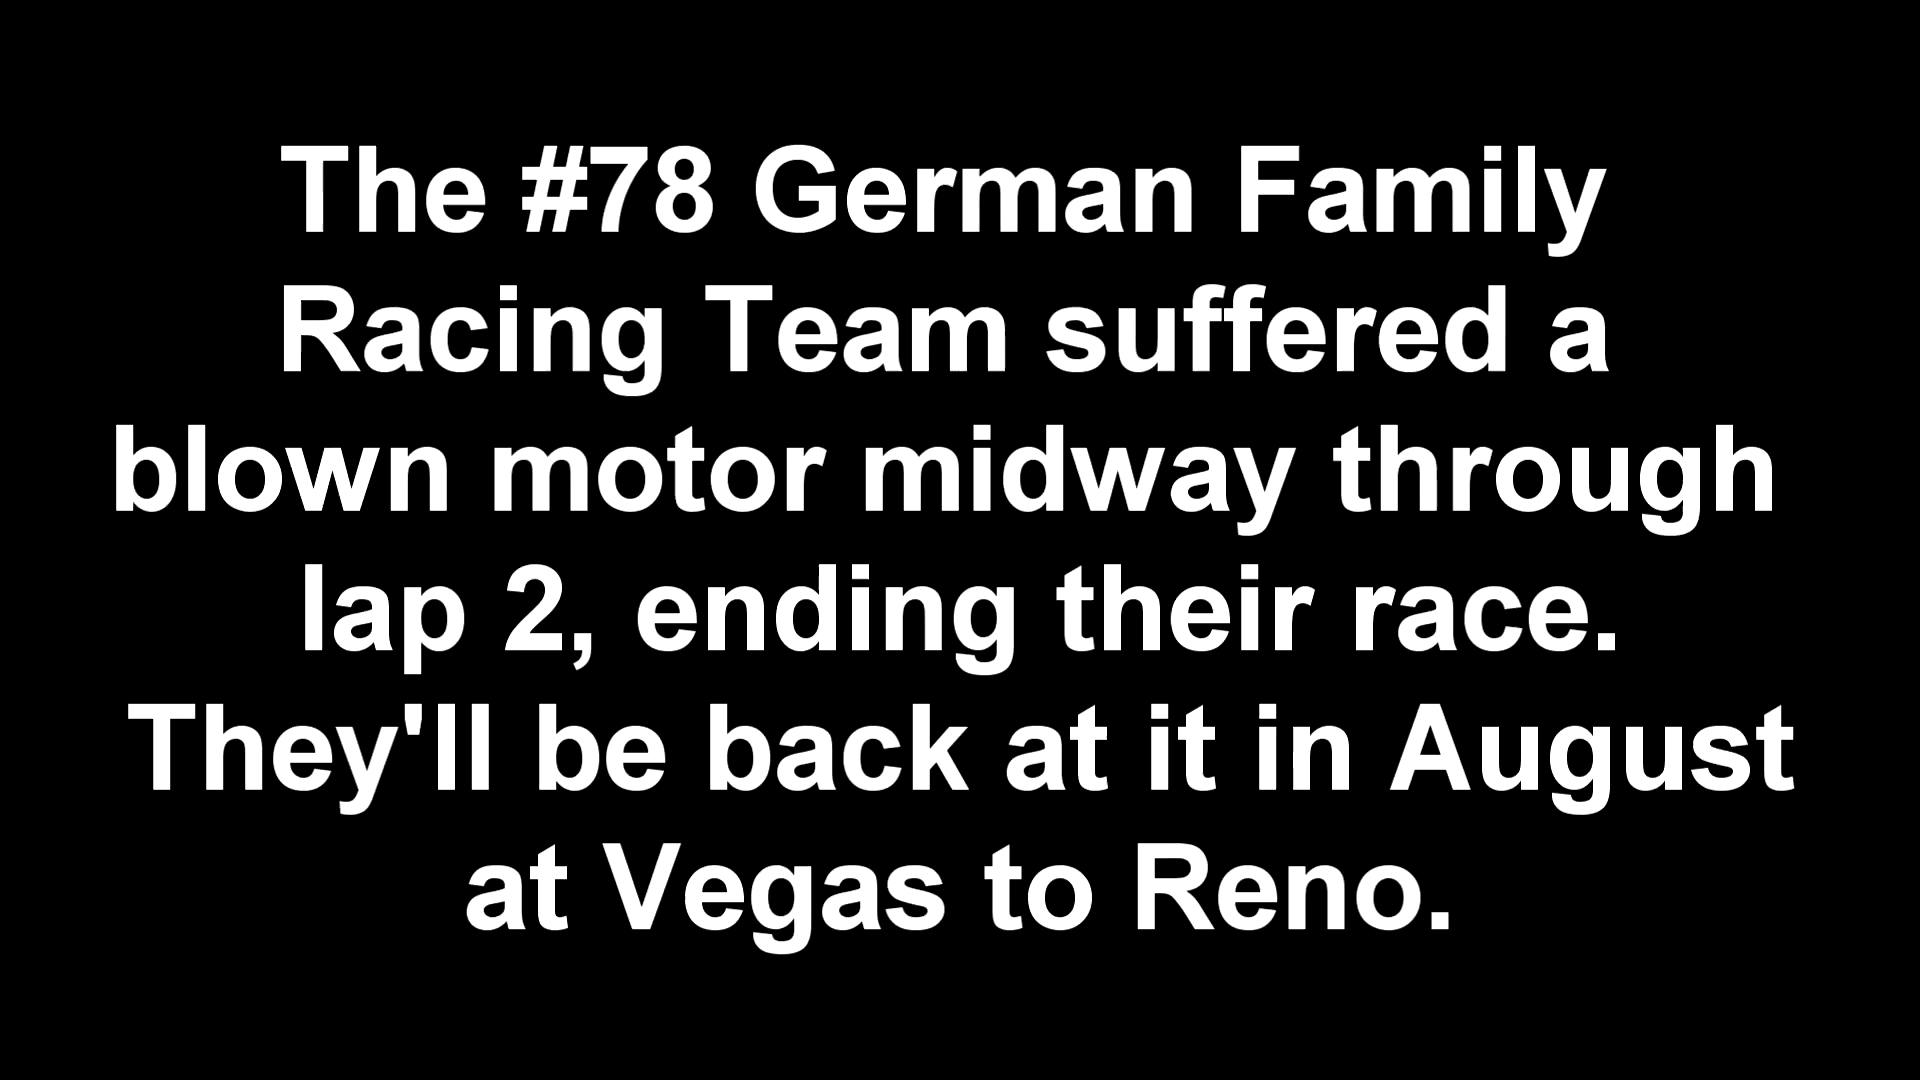 The #78 German Family
Racing Team suffered a
blown motor midway through
lap 2, ending their race.
They'll be back at it in August
at Vegas to Reno.